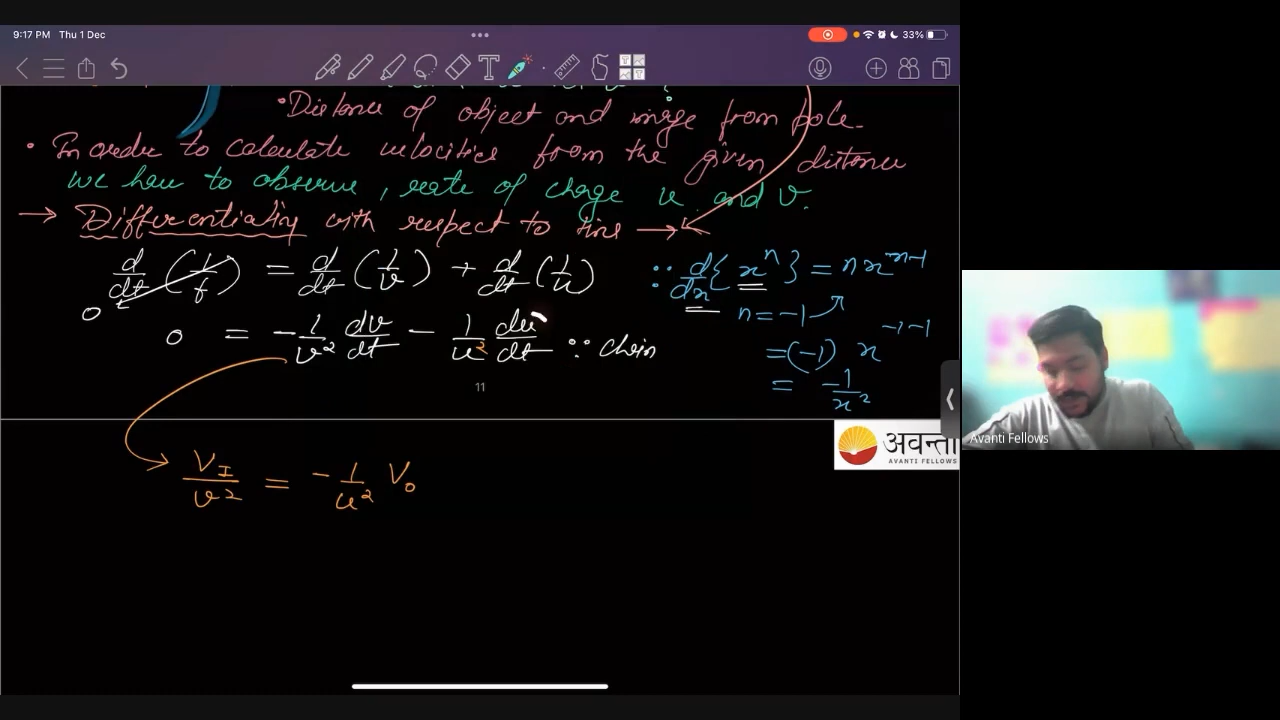 9:17 PM Thu 1 Dec
33%
• Distance of object and image from pole.
• In order to calculate velocities from the given distance
we have to observe, rate of change u and v.
→ Differentiating with respect to time →
d/dt (1/f) = d/dt (1/v) + d/dt (1/u)
0
0 = -1/v² dv/dt - 1/u² du/dt ∵ chain
∵ d/dx {x^n} = n x^n-1
n = -1
= (-1) x^-1-1
= -1/x²
11
अवन्ती
AVANTI FELLOWS
V_I/v² = -1/u² V_o
Avanti Fellows